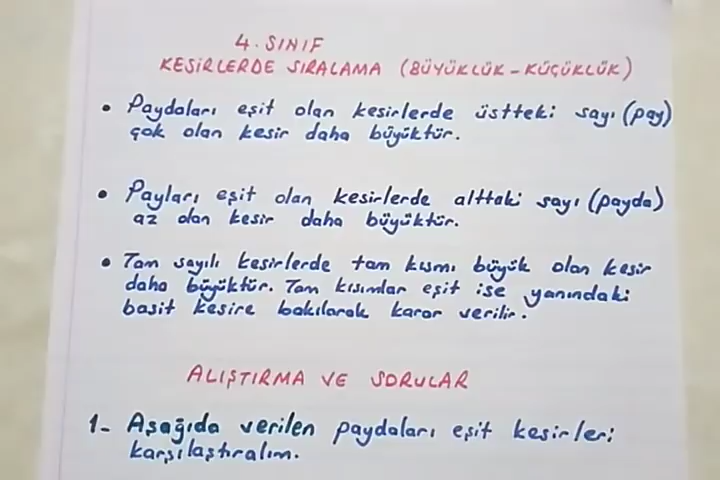 4. SINIF
KESİRLERDE SIRALAMA (BÜYÜKLÜK - KÜÇÜKLÜK)
• Paydaları eşit olan kesirlerde üstteki sayı (pay)
çok olan kesir daha büyüktür.
• Payları eşit olan kesirlerde alttaki sayı (payda)
az olan kesir daha büyüktür.
• Tam sayılı kesirlerde tam kısmı büyük olan kesir
daha büyüktür. Tam kısımlar eşit ise yanındaki
basit kesire bakılarak karar verilir.
ALIŞTIRMA VE SORULAR
1- Aşağıda verilen paydaları eşit kesirleri
karşılaştıralım.